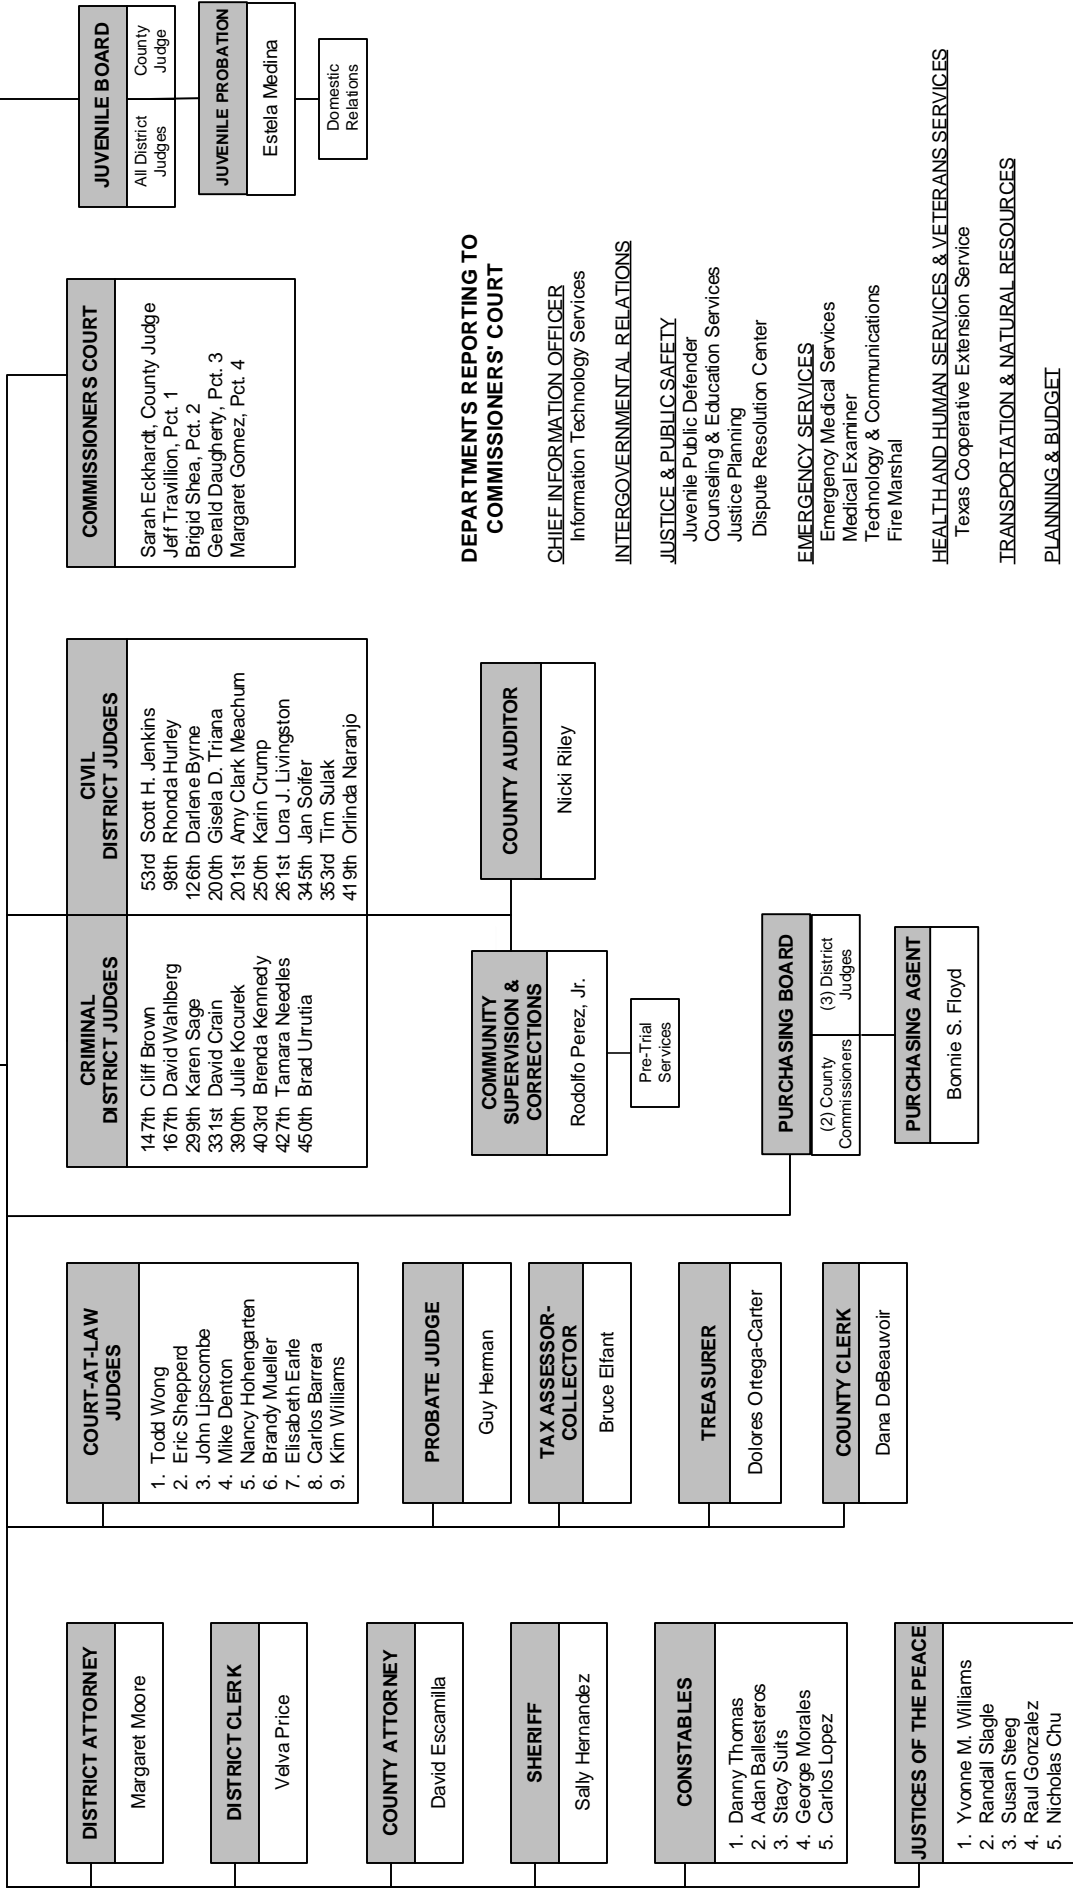 DISTRICT ATTORNEY
Margaret Moore
DISTRICT CLERK
Velva Price
COUNTY ATTORNEY
David Escamilla
SHERIFF
Sally Hernandez
CONSTABLES
1. Danny Thomas
2. Adan Ballesteros
3. Stacy Suits
4. George Morales
5. Carlos Lopez
JUSTICES OF THE PEACE
1. Yvonne M. Williams
2. Randall Slagle
3. Susan Steeg
4. Raul Gonzalez
5. Nicholas Chu
COURT-AT-LAW
JUDGES
1. Todd Wong
2. Eric Shepperd
3. John Lipscombe
4. Mike Denton
5. Nancy Hohengarten
6. Brandy Mueller
7. Elisabeth Earle
8. Carlos Barrera
9. Kim Williams
PROBATE JUDGE
Guy Herman
TAX ASSESSOR-
COLLECTOR
Bruce Elfant
TREASURER
Dolores Ortega-Carter
COUNTY CLERK
Dana DeBeauvoir
CRIMINAL
DISTRICT JUDGES
147th Cliff Brown
167th David Wahlberg
299th Karen Sage
331st David Crain
390th Julie Kocurek
403rd Brenda Kennedy
427th Tamara Needles
450th Brad Urrutia
CIVIL
DISTRICT JUDGES
53rd Scott H. Jenkins
98th Rhonda Hurley
126th Darlene Byrne
200th Gisela D. Triana
201st Amy Clark Meachum
250th Karin Crump
261st Lora J. Livingston
345th Jan Soifer
353rd Tim Sulak
419th Orlinda Naranjo
COMMUNITY
SUPERVISION &
CORRECTIONS
Rodolfo Perez, Jr.
Pre-Trial
Services
COUNTY AUDITOR
Nicki Riley
PURCHASING BOARD
(2) County
Commissioners
(3) District
Judges
PURCHASING AGENT
Bonnie S. Floyd
COMMISSIONERS COURT
Sarah Eckhardt, County Judge
Jeff Travillion, Pct. 1
Brigid Shea, Pct. 2
Gerald Daugherty, Pct. 3
Margaret Gomez, Pct. 4
JUVENILE BOARD
All District
Judges
County
Judge
JUVENILE PROBATION
Estela Medina
Domestic
Relations
DEPARTMENTS REPORTING TO
COMMISSIONERS' COURT
CHIEF INFORMATION OFFICER
Information Technology Services
INTERGOVERNMENTAL RELATIONS
JUSTICE & PUBLIC SAFETY
Juvenile Public Defender
Counseling & Education Services
Justice Planning
Dispute Resolution Center
EMERGENCY SERVICES
Emergency Medical Services
Medical Examiner
Technology & Communications
Fire Marshal
HEALTH AND HUMAN SERVICES & VETERANS SERVICES
Texas Cooperative Extension Service
TRANSPORTATION & NATURAL RESOURCES
PLANNING & BUDGET